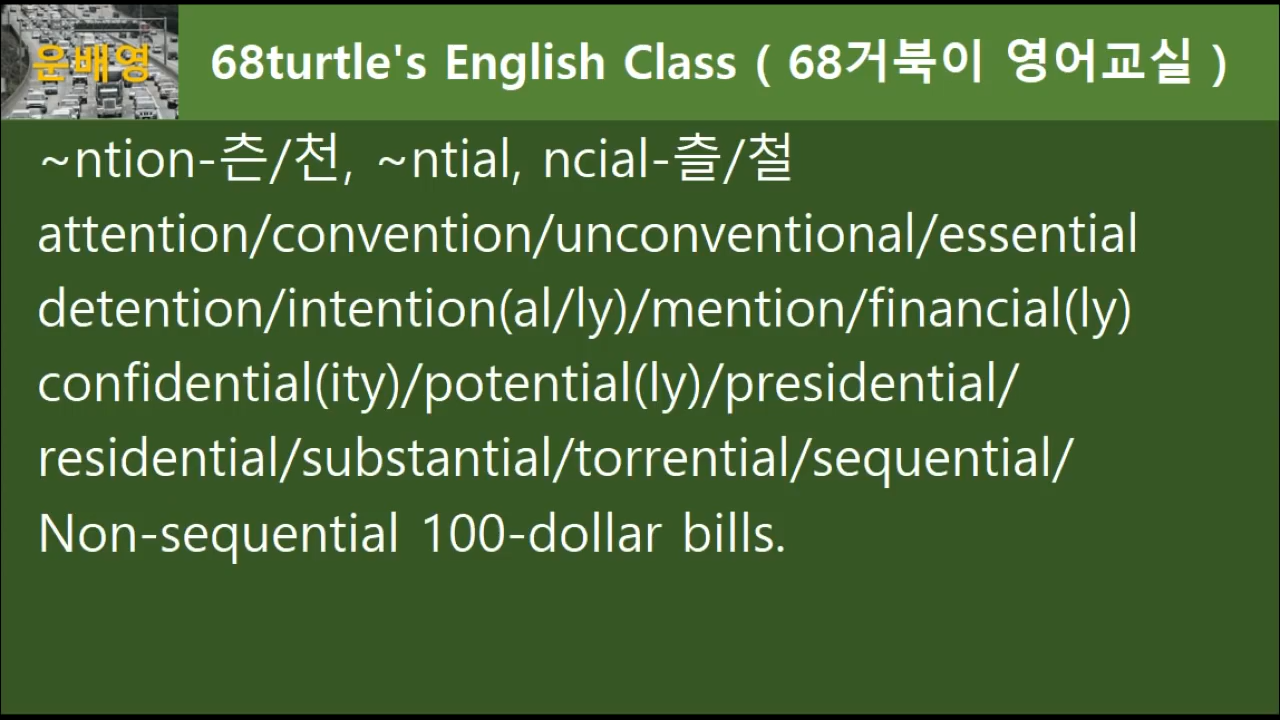 운배영
68turtle's English Class ( 68거북이 영어교실 )
~ntion-츤/천, ~ntial, ncial-츨/철
attention/convention/unconventional/essential
detention/intention(al/ly)/mention/financial(ly)
confidential(ity)/potential(ly)/presidential/
residential/substantial/torrential/sequential/
Non-sequential 100-dollar bills.